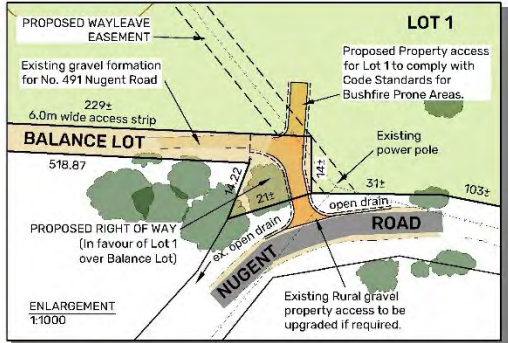 PROPOSED WAYLEAVE
EASEMENT
LOT 1
Existing gravel formation
for No. 491 Nugent Road
Proposed Property access
for Lot 1 to comply with
Code Standards for
Bushfire Prone Areas.
229±
6.0m wide access strip
BALANCE LOT
518.87
Existing
power pole
14±
31±
103±
14.22
21±
open drain
PROPOSED RIGHT OF WAY
(In favour of Lot 1
over Balance Lot)
ex. open drain
NUGENT
ROAD
ENLARGEMENT
1:1000
Existing Rural gravel
property access to be
upgraded if required.